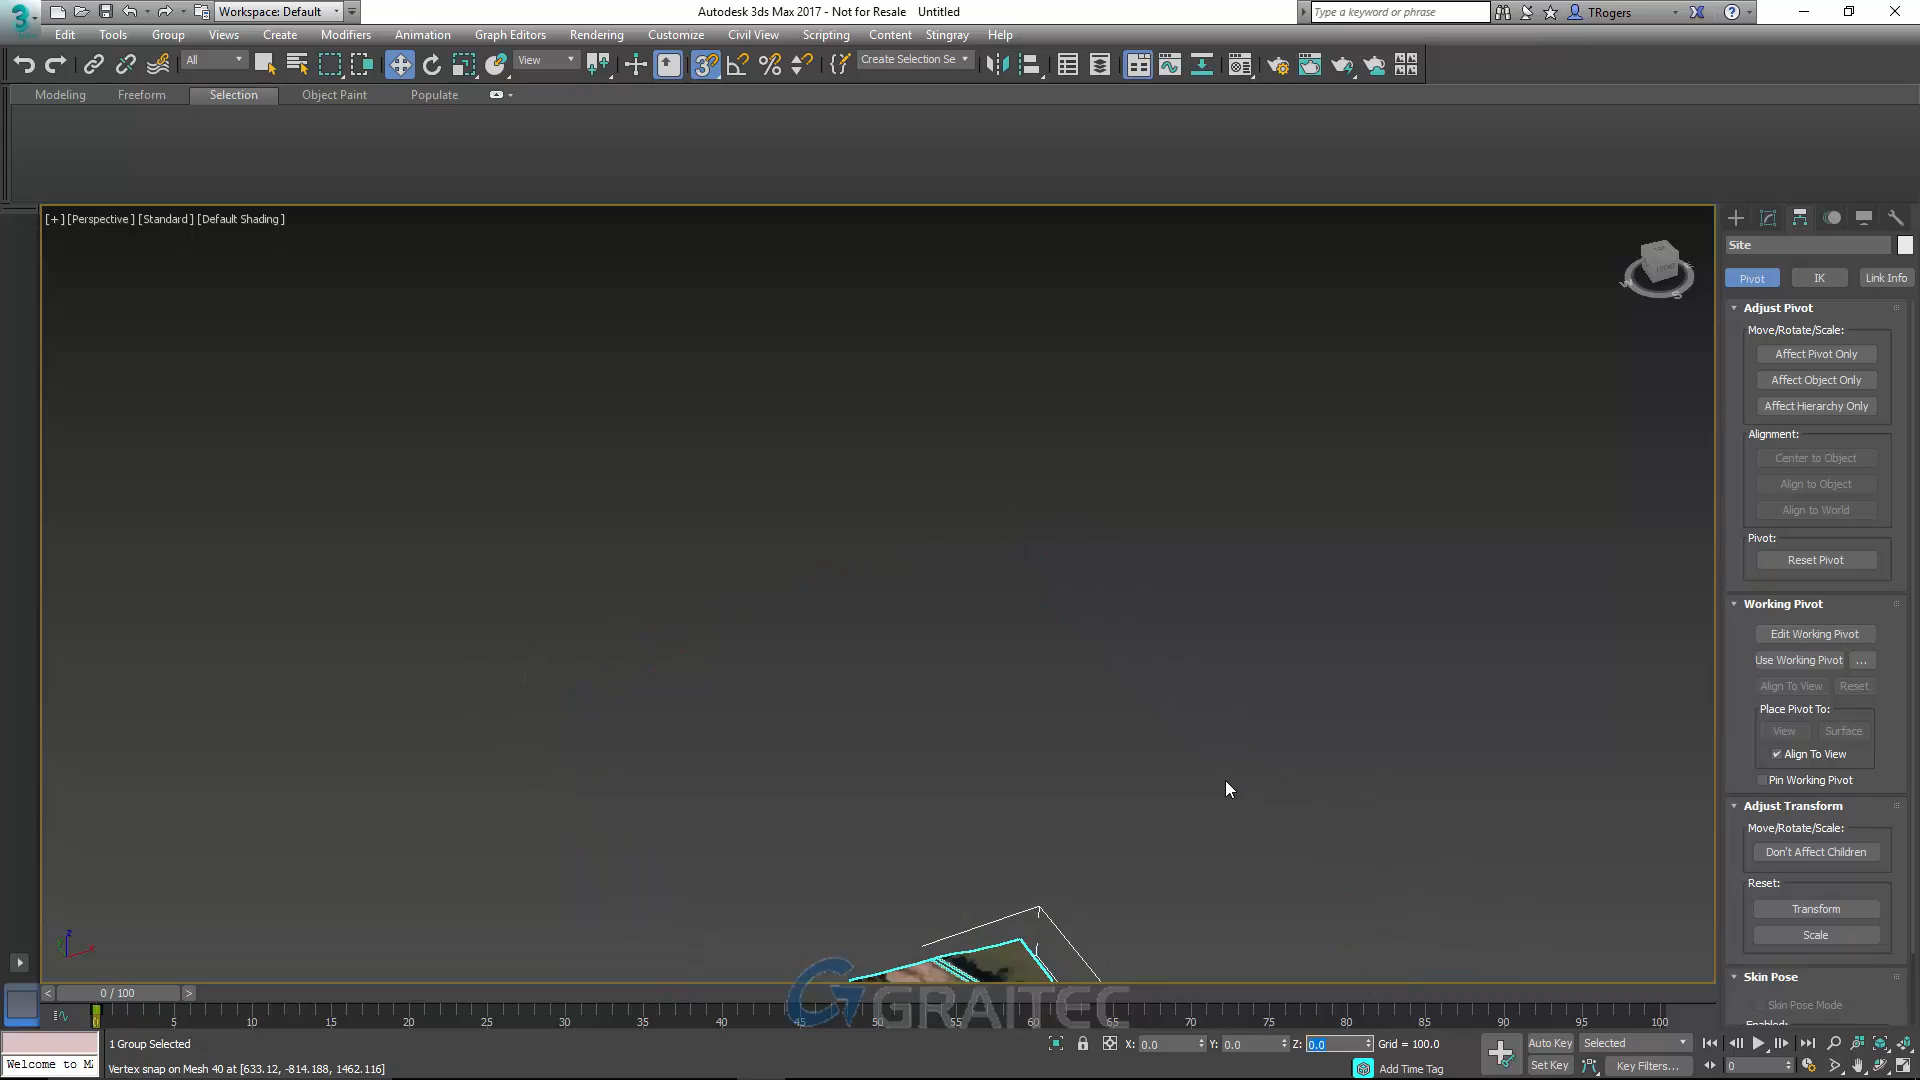 Workspace: Default
Autodesk 3ds Max 2017 - Not for Resale Untitled
Type a keyword or phrase
TRogers
Edit Tools Group Views Create Modifiers Animation Graph Editors Rendering Customize Civil View Scripting Content Stingray Help
All
View
Create Selection Se
Modeling Freeform Selection Object Paint Populate
[+] [Perspective] [Standard] [Default Shading]
Site
Pivot IK Link Info
Adjust Pivot
Move/Rotate/Scale:
Affect Pivot Only
Affect Object Only
Affect Hierarchy Only
Alignment:
Center to Object
Align to Object
Align to World
Pivot:
Reset Pivot
Working Pivot
Edit Working Pivot
Use Working Pivot ...
Align To View Reset
Place Pivot To:
View Surface
Align To View
Pin Working Pivot
Adjust Transform
Move/Rotate/Scale:
Don't Affect Children
Reset:
Transform
Scale
Skin Pose
Skin Pose Mode
Enabled:
z
x
< 0 / 100 >
GRAITEC
0 5 10 15 20 25 30 35 40 45 50 55 60 65 70 75 80 85 90 95 100
1 Group Selected
X: 0.0 Y: 0.0 Z: 0.0 Grid = 100.0
Auto Key Selected
Welcome to M
Vertex snap on Mesh 40 at [633.12, -814.188, 1462.116]
Add Time Tag
Set Key Key Filters... 0